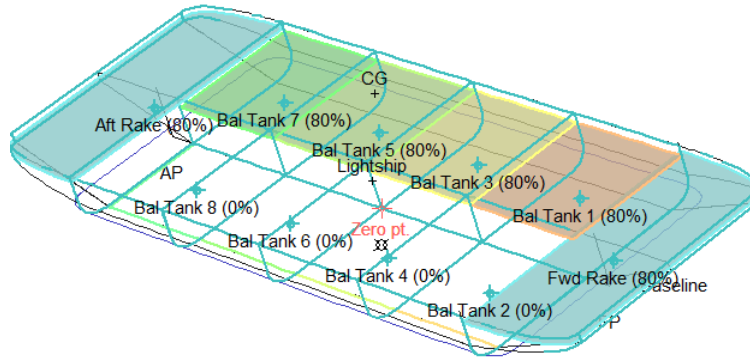 CG
Aft Rake (80%)
Bal Tank 7 (80%)
Bal Tank 5 (80%)
Lightship
AP
Bal Tank 3 (80%)
Bal Tank 8 (0%)
Bal Tank 1 (80%)
Bal Tank 6 (0%)
Zero pt.
Bal Tank 4 (0%)
Fwd Rake (80%)
aseline
Bal Tank 2 (0%)
P